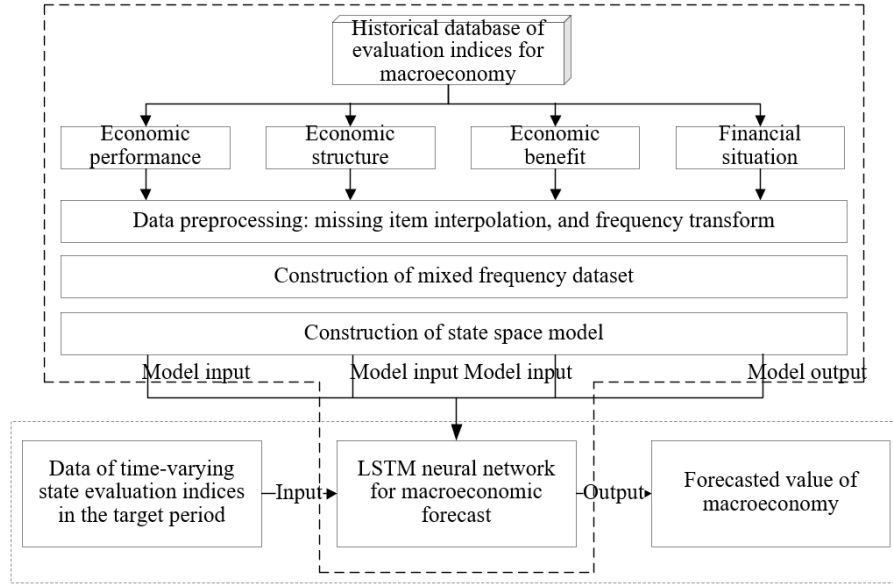 Historical database of
evaluation indices for
macroeconomy
Economic
performance
Economic
structure
Economic
benefit
Financial
situation
Data preprocessing: missing item interpolation, and frequency transform
Construction of mixed frequency dataset
Construction of state space model
Model input
Model input
Model input
Model output
Data of time-varying
state evaluation indices
in the target period
Input
LSTM neural network
for macroeconomic
forecast
Output
Forecasted value of
macroeconomy